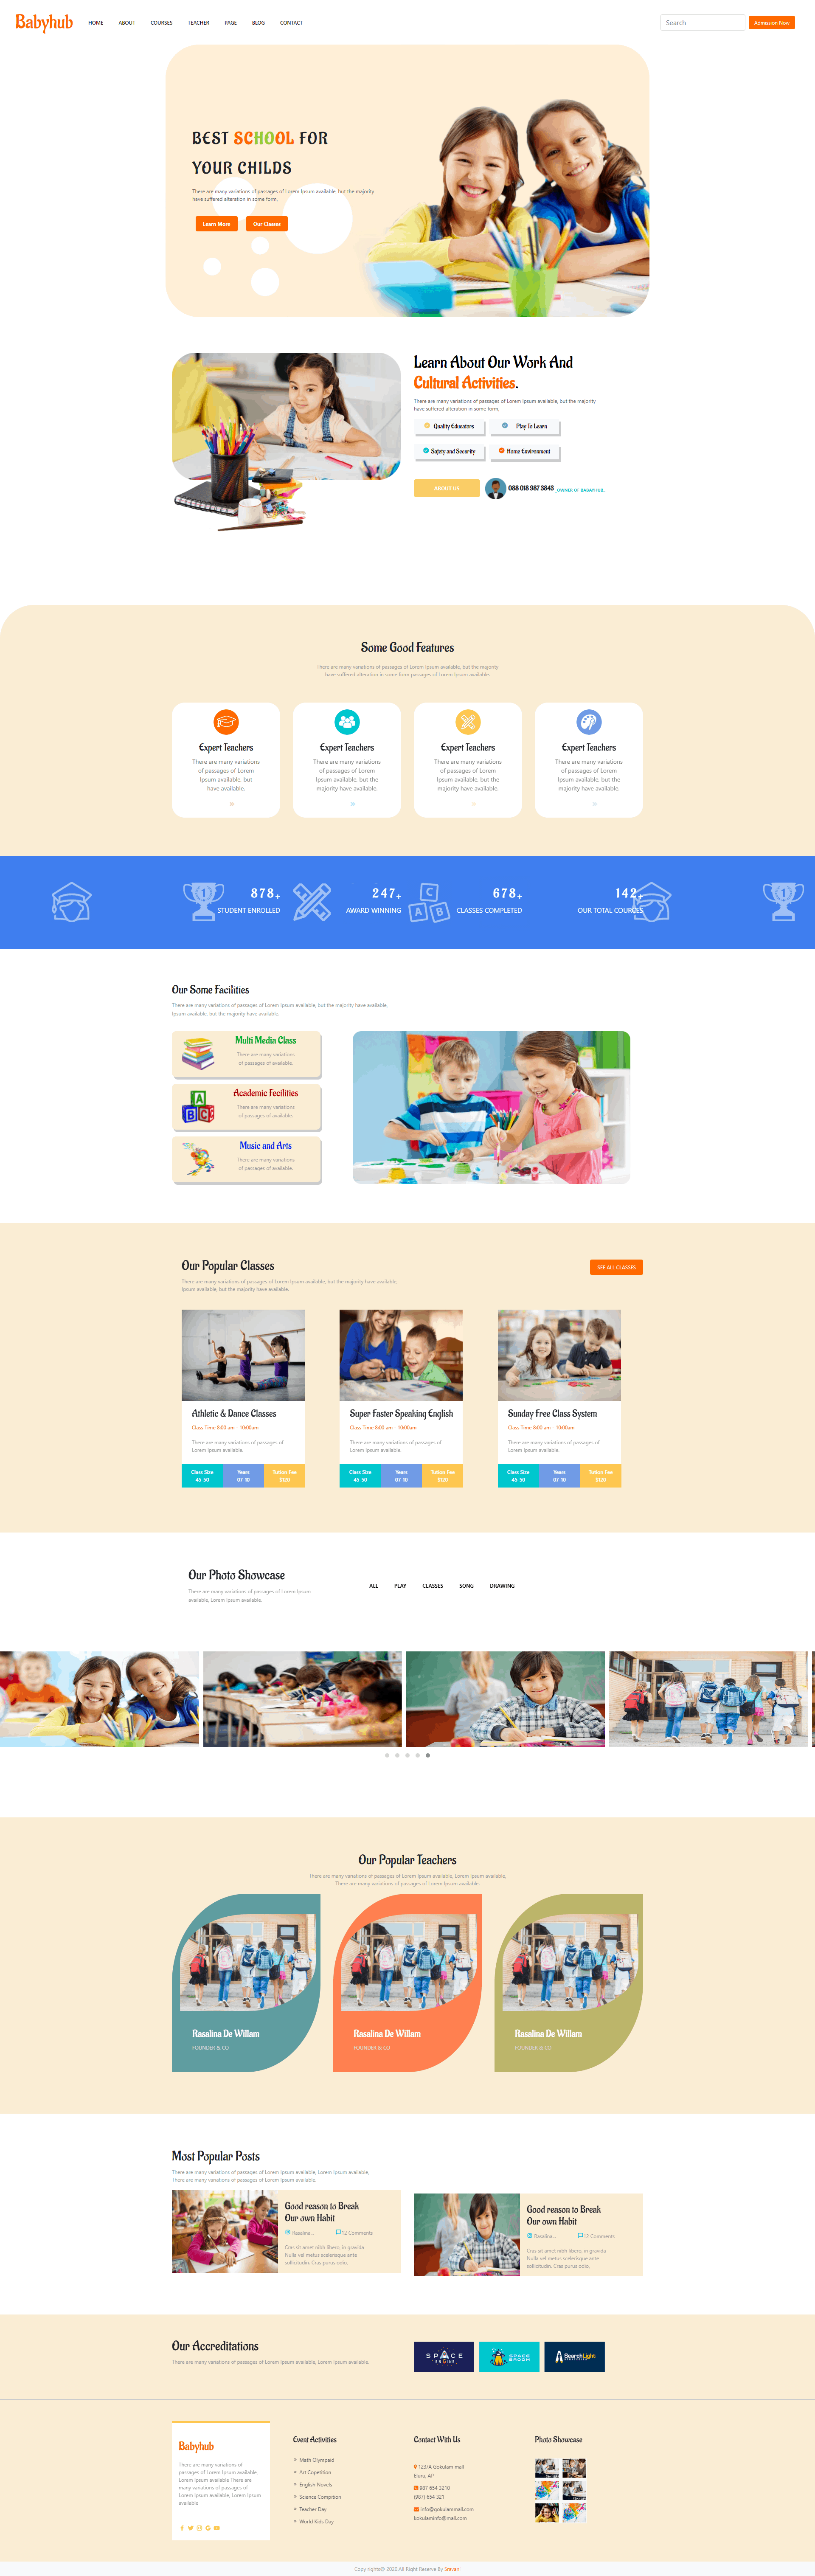 Babyhub
HOME ABOUT COURSES TEACHER PAGE BLOG CONTACT
Search
Admission Now
BEST SCHOOL FOR
YOUR CHILDS
There are many variations of passages of Lorem Ipsum available, but the majority
have suffered alteration in some form,
Learn More
Our Classes
Learn About Our Work And
Cultural Activities.
There are many variations of passages of Lorem Ipsum available, but the majority
have suffered alteration in some form,
Quality Educators
Play To Learn
Safety and Security
Home Environment
ABOUT US
088 018 987 3843
Some Good Features
There are many variations of passages of Lorem Ipsum available, but the majority
have suffered alteration in some form passages of Lorem Ipsum available.
Expert Teachers
There are many variations
of passages of Lorem
Ipsum available, but
have available.
»
Expert Teachers
There are many variations
of passages of Lorem
Ipsum available, but the
majority have available.
»
Expert Teachers
There are many variations
of passages of Lorem
Ipsum available, but the
majority have available.
»
Expert Teachers
There are many variations
of passages of Lorem
Ipsum available, but the
majority have available.
»
878+
STUDENT ENROLLED
247+
AWARD WINNING
678+
CLASSES COMPLETED
142+
OUR TOTAL COURSES
Our Some Facilities
There are many variations of passages of Lorem Ipsum available, but the majority have available,
Ipsum available, but the majority have available.
Multi Media Class
There are many variations
of passages of available.
Academic Fecilities
There are many variations
of passages of available.
Music and Arts
There are many variations
of passages of available.
Our Popular Classes
There are many variations of passages of Lorem Ipsum available, but the majority have available,
Ipsum available, but the majority have available.
SEE ALL CLASSES
Athletic & Dance Classes
Class Time 8:00 am - 10:00am
There are many variations of passages of
Lorem Ipsum available.
Class Size
45-50
Years
07-10
Tution Fee
$120
Super Faster Speaking English
Class Time 8:00 am - 10:00am
There are many variations of passages of
Lorem Ipsum available.
Class Size
45-50
Years
07-10
Tution Fee
$120
Sunday Free Class System
Class Time 8:00 am - 10:00am
There are many variations of passages of
Lorem Ipsum available.
Class Size
45-50
Years
07-10
Tution Fee
$120
Our Photo Showcase
There are many variations of passages of Lorem Ipsum
available, Lorem Ipsum available.
ALL PLAY CLASSES SONG DRAWING
Our Popular Teachers
There are many variations of passages of Lorem Ipsum available, Lorem Ipsum available,
There are many variations of passages of Lorem Ipsum available.
Rasalina De Willam
FOUNDER & CO
Rasalina De Willam
FOUNDER & CO
Rasalina De Willam
FOUNDER & CO
Most Popular Posts
There are many variations of passages of Lorem Ipsum available, Lorem Ipsum available,
There are many variations of passages of Lorem Ipsum available.
Good reason to Break
Our own Habit
Rasalina...
12 Comments
Cras sit amet nibh libero, in gravida
Nulla vel metus scelerisque ante
sollicitudin. Cras purus odio,
Good reason to Break
Our own Habit
Rasalina...
12 Comments
Cras sit amet nibh libero, in gravida
Nulla vel metus scelerisque ante
sollicitudin. Cras purus odio,
Our Accreditations
There are many variations of passages of Lorem Ipsum available, Lorem Ipsum available.
SPACE
ENGINE
SPACE
BROOM
SearchLight
Babyhub
There are many variations of
passages of Lorem Ipsum available.
Lorem Ipsum available There are
many variations of passages of
Lorem Ipsum available, Lorem Ipsum
available
Event Activities
» Math Olympaid
» Art Copetition
» English Novels
» Science Compition
» Teacher Day
» World Kids Day
Contact With Us
123/A Gokulam mall
Eluru, AP
987 654 3210
(987) 654 321
info@gokulammall.com
kokulaminfo@mall.com
Photo Showcase
Copy rights@ 2020.All Right Reserve By Sravani